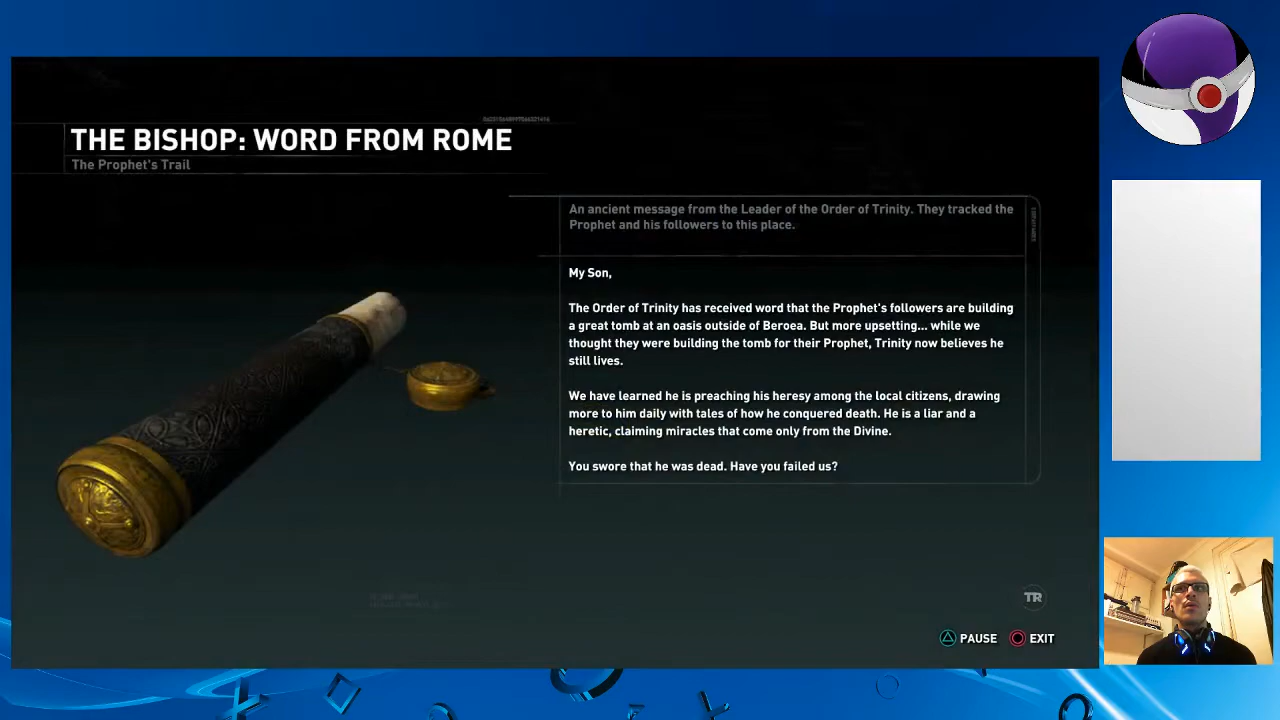 THE BISHOP: WORD FROM ROME
The Prophet's Trail
An ancient message from the Leader of the Order of Trinity. They tracked the
Prophet and his followers to this place.
My Son,
The Order of Trinity has received word that the Prophet's followers are building
a great tomb at an oasis outside of Beroea. But more upsetting... while we
thought they were building the tomb for their Prophet, Trinity now believes he
still lives.
We have learned he is preaching his heresy among the local citizens, drawing
more to him daily with tales of how he conquered death. He is a liar and a
heretic, claiming miracles that come only from the Divine.
You swore that he was dead. Have you failed us?
TR
PAUSE EXIT